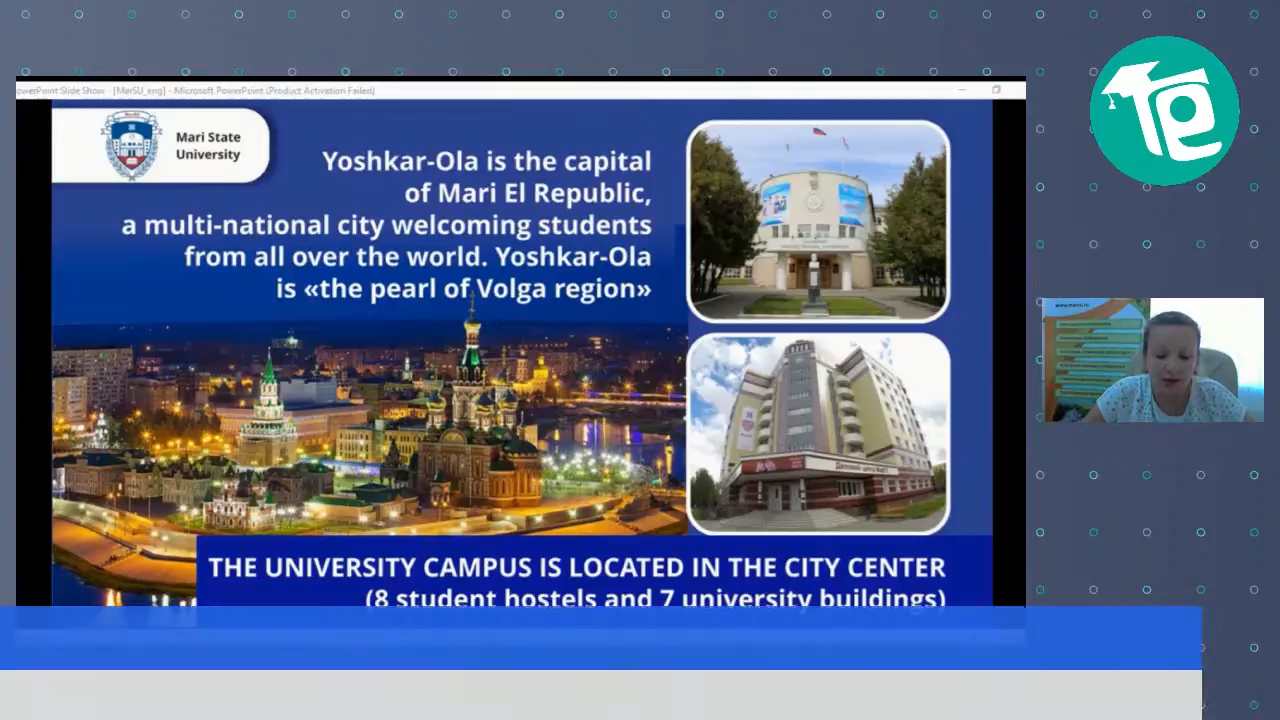 owerPoint Slide Show [MarSU_eng] - Microsoft PowerPoint (Product Activation Failed)
Mari State
University
Yoshkar-Ola is the capital
of Mari El Republic,
a multi-national city welcoming students
from all over the world. Yoshkar-Ola
is «the pearl of Volga region»
THE UNIVERSITY CAMPUS IS LOCATED IN THE CITY CENTER
(8 student hostels and 7 university buildings)